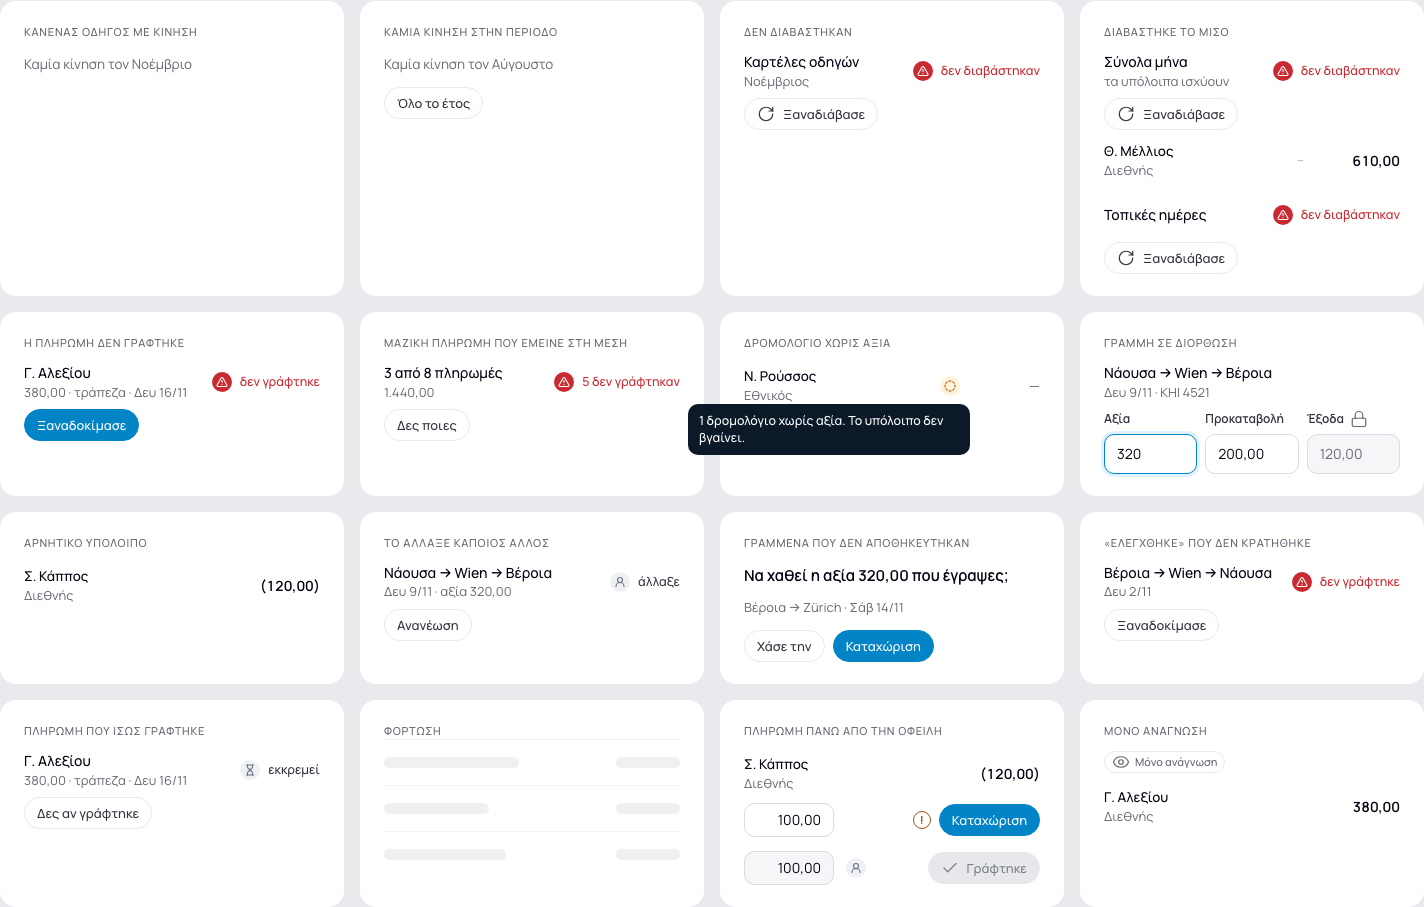 ΚΑΝΕΝΑΣ ΟΔΗΓΟΣ ΜΕ ΚΙΝΗΣΗ
Καμία κίνηση τον Νοέμβριο
ΚΑΜΙΑ ΚΙΝΗΣΗ ΣΤΗΝ ΠΕΡΙΟΔΟ
Καμία κίνηση τον Αύγουστο
Όλο το έτος
ΔΕΝ ΔΙΑΒΑΣΤΗΚΑΝ
Καρτέλες οδηγών
Νοέμβριος
δεν διαβάστηκαν
Ξαναδιάβασε
ΔΙΑΒΑΣΤΗΚΕ ΤΟ ΜΙΣΟ
Σύνολα μήνα
τα υπόλοιπα ισχύουν
δεν διαβάστηκαν
Ξαναδιάβασε
Θ. Μέλλιος
Διεθνής
– 610,00
Τοπικές ημέρες
δεν διαβάστηκαν
Ξαναδιάβασε
Η ΠΛΗΡΩΜΗ ΔΕΝ ΓΡΑΦΤΗΚΕ
Γ. Αλεξίου
380,00 · τράπεζα · Δευ 16/11
δεν γράφτηκε
Ξαναδοκίμασε
ΜΑΖΙΚΗ ΠΛΗΡΩΜΗ ΠΟΥ ΕΜΕΙΝΕ ΣΤΗ ΜΕΣΗ
3 από 8 πληρωμές
1.440,00
5 δεν γράφτηκαν
Δες ποιες
ΔΡΟΜΟΛΟΓΙΟ ΧΩΡΙΣ ΑΞΙΑ
Ν. Ρούσσος
Εθνικός
—
1 δρομολόγιο χωρίς αξία. Το υπόλοιπο δεν
βγαίνει.
ΓΡΑΜΜΗ ΣΕ ΔΙΟΡΘΩΣΗ
Νάουσα → Wien → Βέροια
Δευ 9/11 · ΚΗΙ 4521
Αξία Προκαταβολή Έξοδα
320 200,00 120,00
ΑΡΝΗΤΙΚΟ ΥΠΟΛΟΙΠΟ
Σ. Κάππος
Διεθνής
(120,00)
ΤΟ ΑΛΛΑΞΕ ΚΑΠΟΙΟΣ ΑΛΛΟΣ
Νάουσα → Wien → Βέροια
Δευ 9/11 · αξία 320,00
άλλαξε
Ανανέωση
ΓΡΑΜΜΕΝΑ ΠΟΥ ΔΕΝ ΑΠΟΘΗΚΕΥΤΗΚΑΝ
Να χαθεί η αξία 320,00 που έγραψες;
Βέροια → Zürich · Σάβ 14/11
Χάσε την
Καταχώριση
«ΕΛΕΓΧΘΗΚΕ» ΠΟΥ ΔΕΝ ΚΡΑΤΗΘΗΚΕ
Βέροια → Wien → Νάουσα
Δευ 2/11
δεν γράφτηκε
Ξαναδοκίμασε
ΠΛΗΡΩΜΗ ΠΟΥ ΙΣΩΣ ΓΡΑΦΤΗΚΕ
Γ. Αλεξίου
380,00 · τράπεζα · Δευ 16/11
εκκρεμεί
Δες αν γράφτηκε
ΦΟΡΤΩΣΗ
ΠΛΗΡΩΜΗ ΠΑΝΩ ΑΠΟ ΤΗΝ ΟΦΕΙΛΗ
Σ. Κάππος
Διεθνής
(120,00)
100,00
Καταχώριση
100,00
Γράφτηκε
ΜΟΝΟ ΑΝΑΓΝΩΣΗ
Μόνο ανάγνωση
Γ. Αλεξίου
Διεθνής
380,00